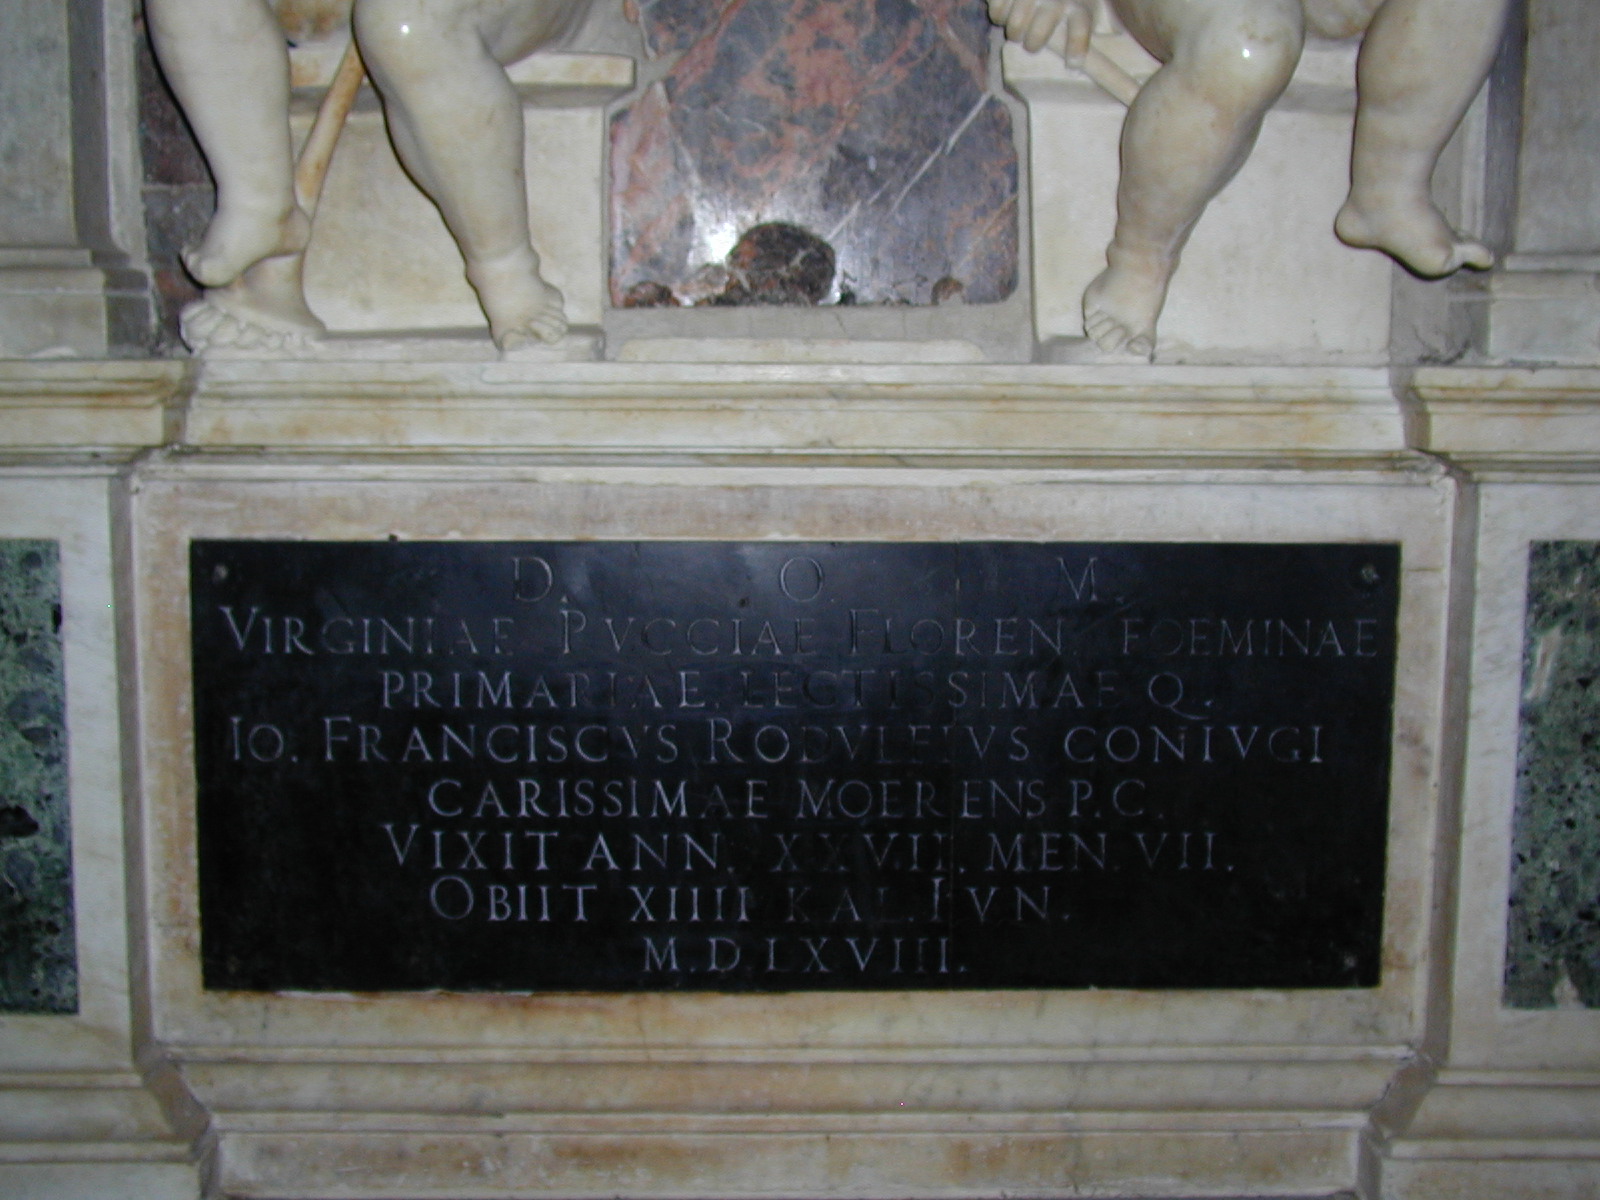 D. O. M.
VIRGINIAE PVCCIAE FLOREN. FOEMINAE
PRIMARIAE LECTISSIMAE Q.
IO. FRANCISCVS RODVLFIVS CONIVGI
CARISSIMAE MOERENS P. C.
VIXIT ANN. XXVII. MEN. VII.
OBIIT XIIII KAL. IVN.
M.D.LXVIII.